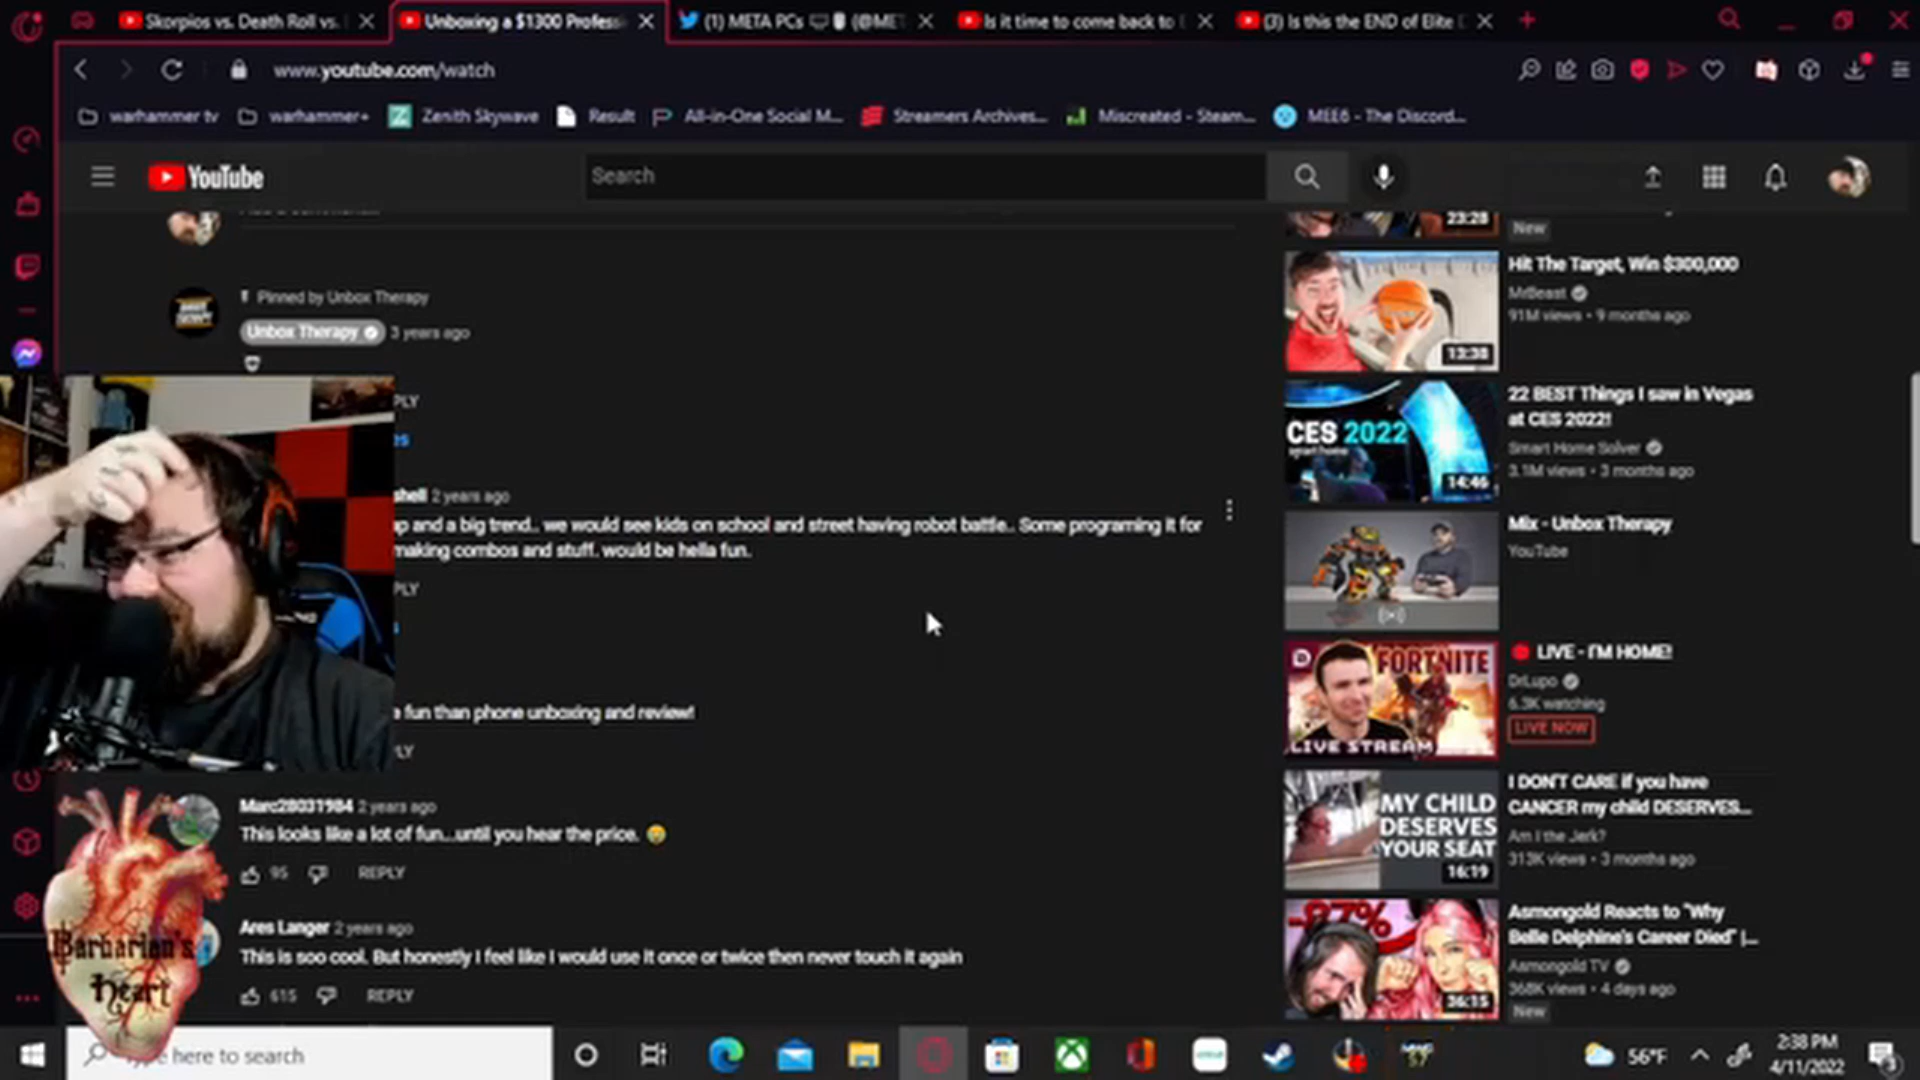 Skorpios vs. Death Roll vs.
Unboxing a $1300 Profess
(1) META PCs (@ME
Is it time to come back to
(3) Is this the END of Elite
www.youtube.com/watch
warhammer tv
warhammer+
Zenith Skywave
Result
All-in-One Social M...
Streamers Archives...
Miscreated - Steam...
MEE6 - The Discord...
YouTube
Search
Pinned by Unbox Therapy
Unbox Therapy 3 years ago
PLY
es
shell 2 years ago
ap and a big trend.. we would see kids on school and street having robot battle.. Some programing it for
making combos and stuff. would be hella fun.
PLY
s
e fun than phone unboxing and review!
LY
Marc28031984 2 years ago
This looks like a lot of fun...until you hear the price.
95 REPLY
Ares Langer 2 years ago
This is soo cool. But honestly I feel like I would use it once or twice then never touch it again
615 REPLY
Barbarian's
Heart
23:28
New
Hit The Target, Win $300,000
MrBeast
91M views • 9 months ago
13:38
22 BEST Things I saw in Vegas
at CES 2022!
Smart Home Solver
3.1M views • 3 months ago
CES 2022
smart home
14:46
Mix - Unbox Therapy
YouTube
LIVE - I'M HOME!
DrLupo
6.3K watching
LIVE NOW
FORTNITE
LIVE STREAM
I DON'T CARE if you have
CANCER my child DESERVES...
Am I the Jerk?
313K views • 3 months ago
MY CHILD
DESERVES
YOUR SEAT
16:19
Asmongold Reacts to "Why
Belle Delphine's Career Died" |...
Asmongold TV
368K views • 4 days ago
New
-87%
36:15
Type here to search
56°F
2:38 PM
4/11/2022
3